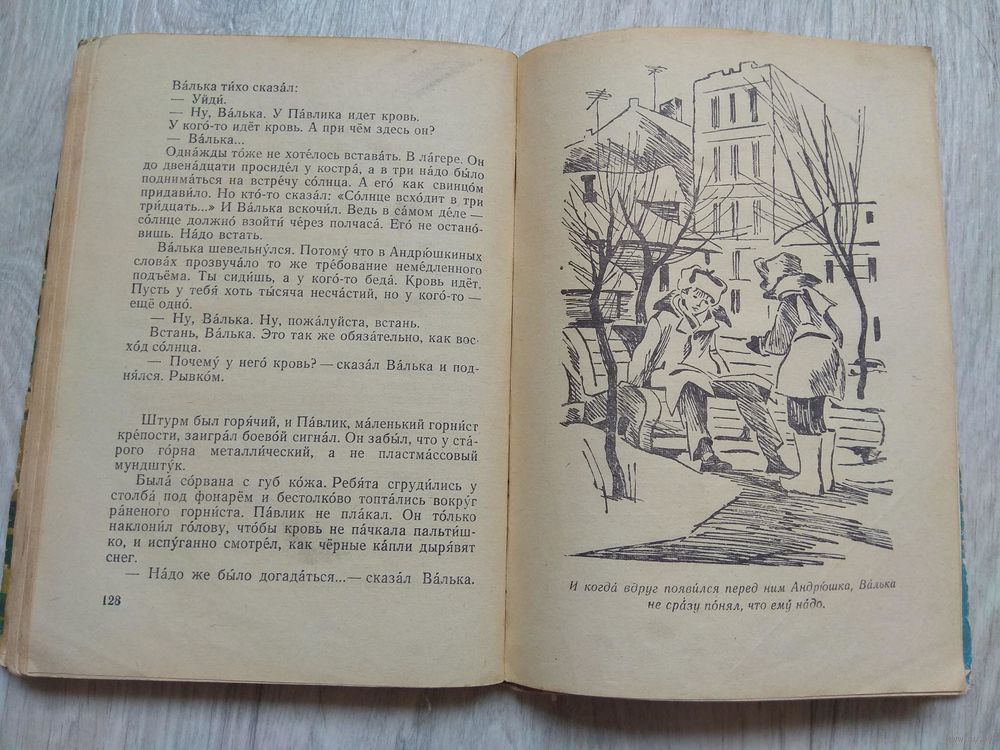 Ва́лька ти́хо сказа́л:
— Уйди́.
— Ну, Ва́лька. У Па́влика идет кровь.
У кого́-то идёт кровь. А при чём здесь он?
— Ва́лька...
Одна́жды то́же не хоте́лось встава́ть. В ла́гере. Он
до двена́дцати просиде́л у костра́, а в три на́до бы́ло
поднима́ться на встре́чу со́лнца. А его́ как свинцо́м
придави́ло. Но кто́-то сказа́л: «Со́лнце всхо́дит в три
три́дцать...» И Ва́лька вскочи́л. Ведь в са́мом де́ле —
со́лнце должно́ взойти́ че́рез полчаса́. Его́ не остано́-
вишь. На́до встать.
Ва́лька шевельну́лся. Потому́ что в Андрю́шкиных
слова́х прозвуча́ло то же тре́бование неме́дленного
подъёма. Ты сиди́шь, а у кого́-то беда́. Кровь идёт.
Пусть у тебя́ хоть ты́сяча несча́стий, но у кого́-то —
ещё одно́.
— Ну, Ва́лька. Ну, пожа́луйста, встань.
Встань, Ва́лька. Это так же обяза́тельно, как вос-
хо́д со́лнца.
— Почему́ у него́ кровь? — сказа́л Ва́лька и под-
ня́лся. Рывко́м.
Штурм был горя́чий, и Па́влик, ма́ленький горни́ст
кре́пости, заигра́л боево́й сигна́л. Он забы́л, что у ста́-
рого го́рна металли́ческий, а не пластма́ссовый
мундшту́к.
Была́ со́рвана с губ ко́жа. Ребя́та сгруди́лись у
столба́ под фонарём и бестолко́во топта́лись вокру́г
ра́неного горни́ста. Па́влик не пла́кал. Он то́лько
наклони́л го́лову, что́бы кровь не па́чкала пальти́ш-
ко, и испу́ганно смотре́л, как чёрные ка́пли дыря́вят
снег.
— На́до же бы́ло догада́ться...— сказа́л Ва́лька.
128
И когда́ вдруг появи́лся перед ним Андрю́шка, Ва́лька
не сра́зу по́нял, что ему́ на́до.